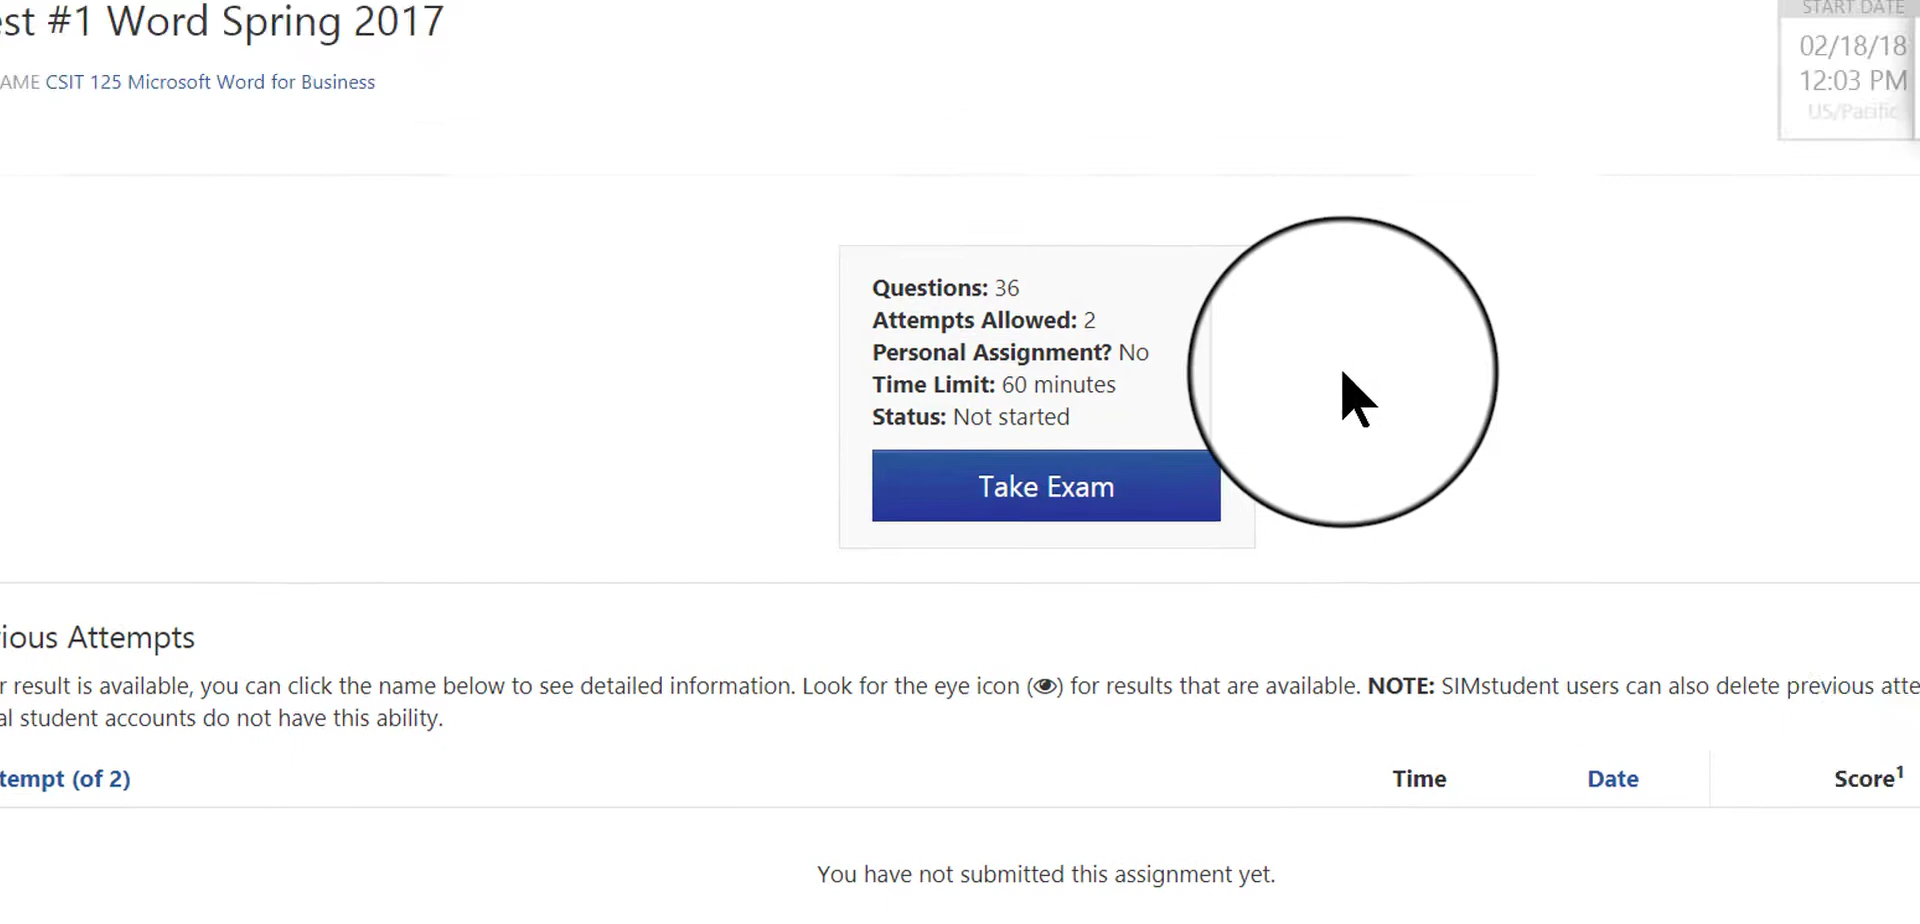 est #1 Word Spring 2017
START DATE
02/18/18
12:03 PM
US/Pacific
AME CSIT 125 Microsoft Word for Business
Questions: 36
Attempts Allowed: 2
Personal Assignment? No
Time Limit: 60 minutes
Status: Not started
Take Exam
ious Attempts
r result is available, you can click the name below to see detailed information. Look for the eye icon (👁) for results that are available. NOTE: SIMstudent users can also delete previous atte
al student accounts do not have this ability.
tempt (of 2) Time Date Score¹
You have not submitted this assignment yet.